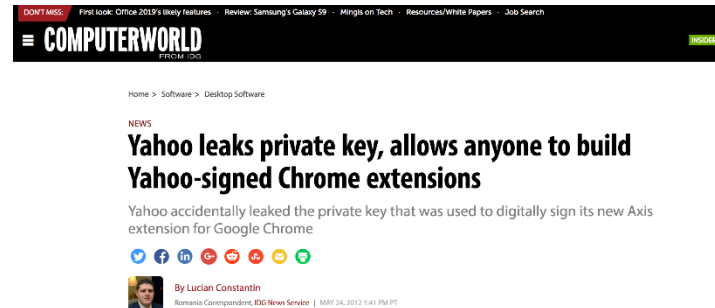 DON'T MISS: First look: Office 2019's likely features - Review: Samsung's Galaxy S9 - Mingis on Tech - Resources/White Papers - Job Search
COMPUTERWORLD
FROM IDG
INSIDER
Home > Software > Desktop Software
NEWS
Yahoo leaks private key, allows anyone to build
Yahoo-signed Chrome extensions
Yahoo accidentally leaked the private key that was used to digitally sign its new Axis
extension for Google Chrome
By Lucian Constantin
Romania Correspondent, IDG News Service | MAY 24, 2012 1:41 PM PT